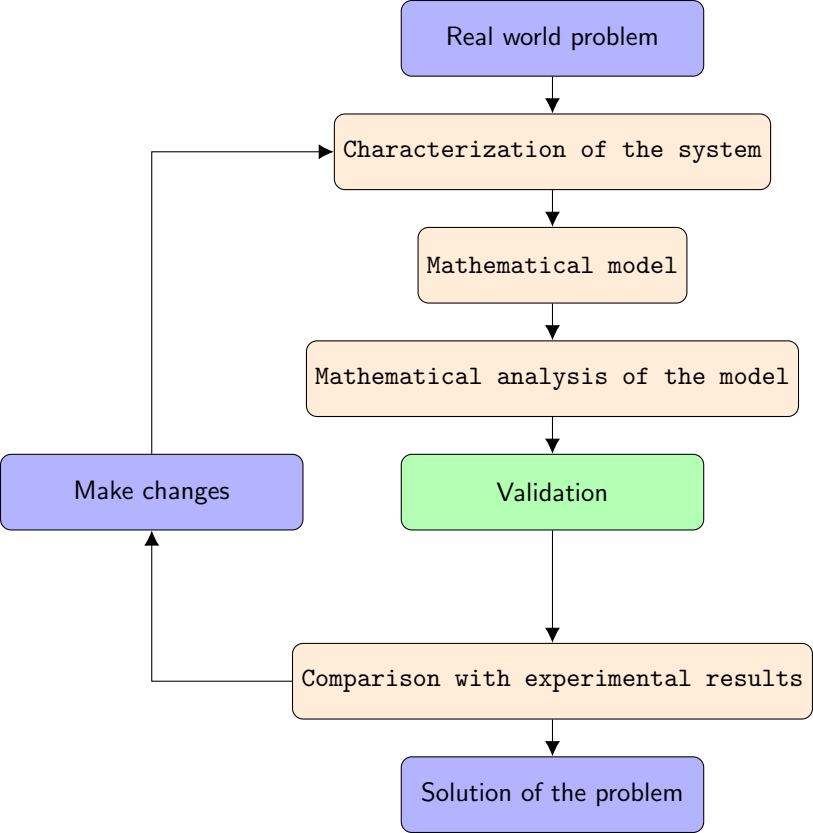 Real world problem
Characterization of the system
Mathematical model
Mathematical analysis of the model
Make changes
Validation
Comparison with experimental results
Solution of the problem